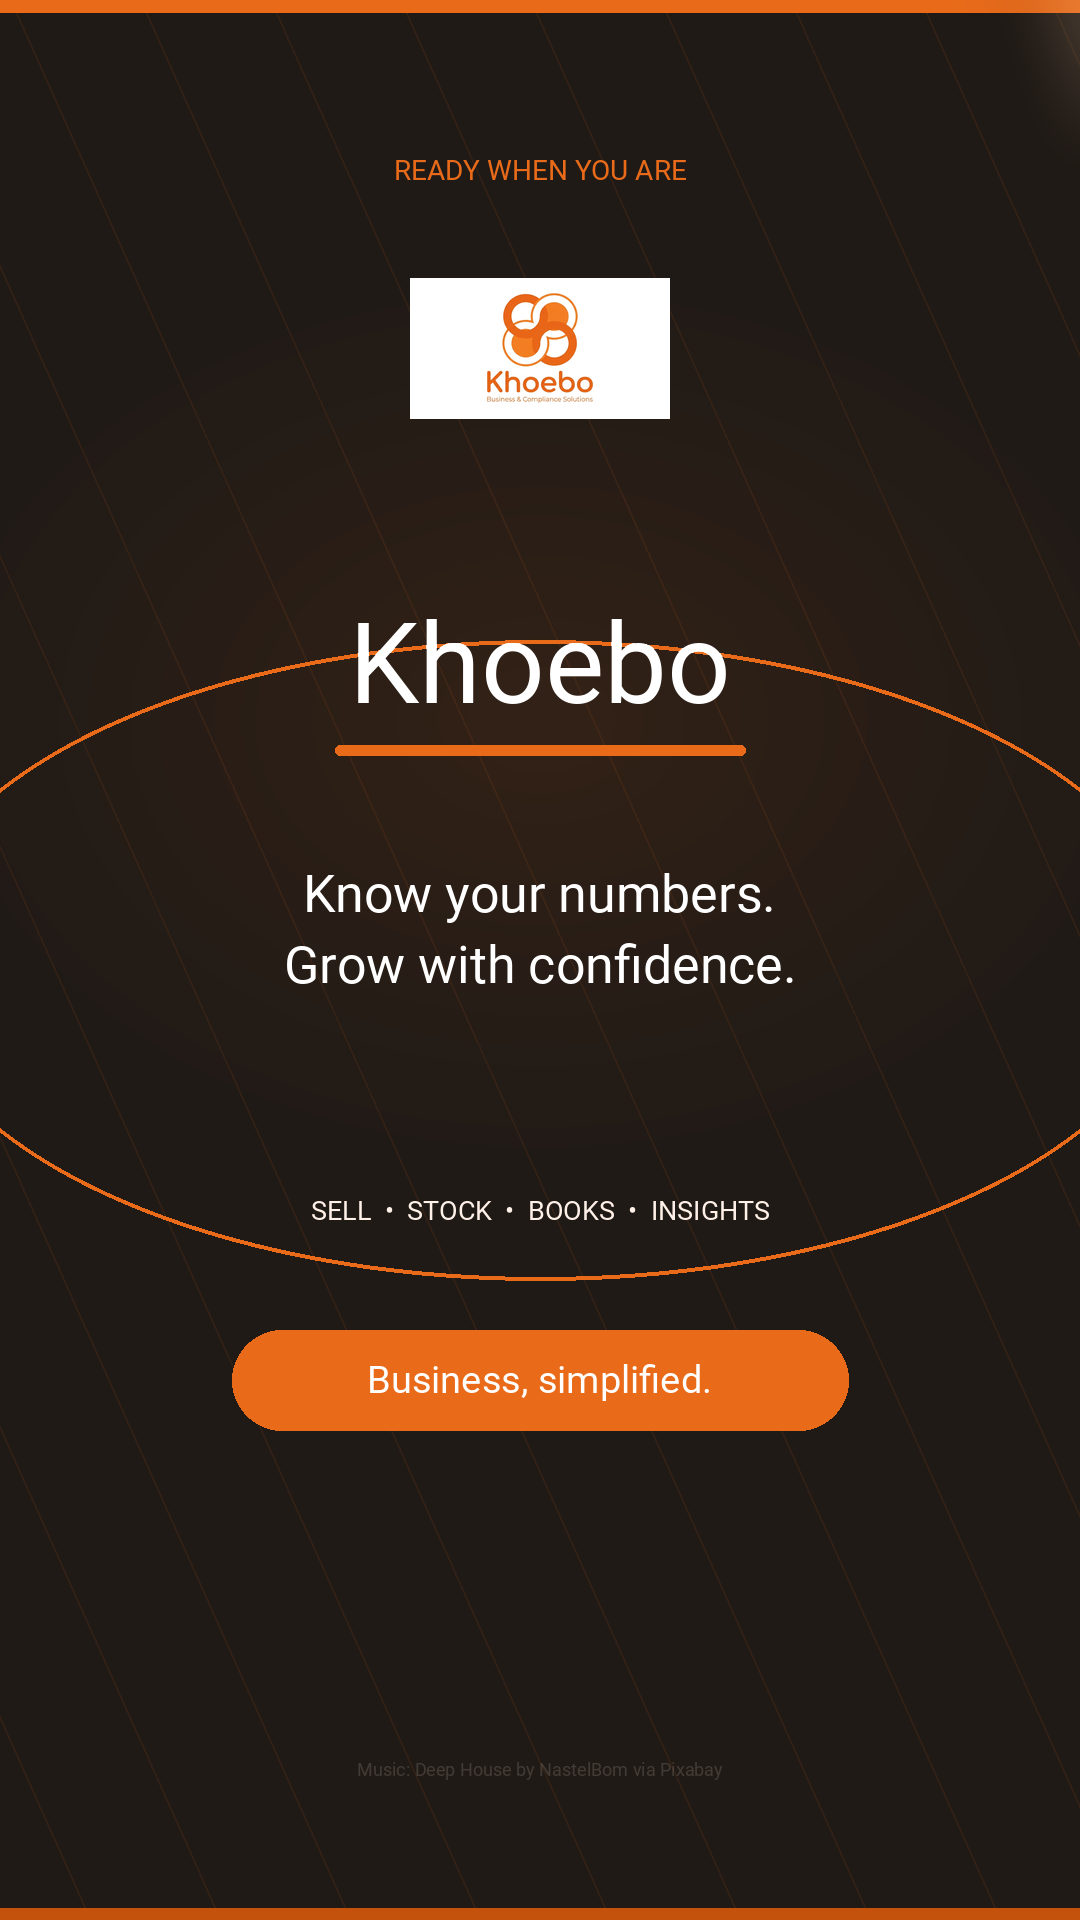 READY WHEN YOU ARE
Khoebo
Business & Compliance Solutions
Khoebo
Know your numbers.
Grow with confidence.
SELL • STOCK • BOOKS • INSIGHTS
Business, simplified.
Music: Deep House by NastelBom via Pixabay